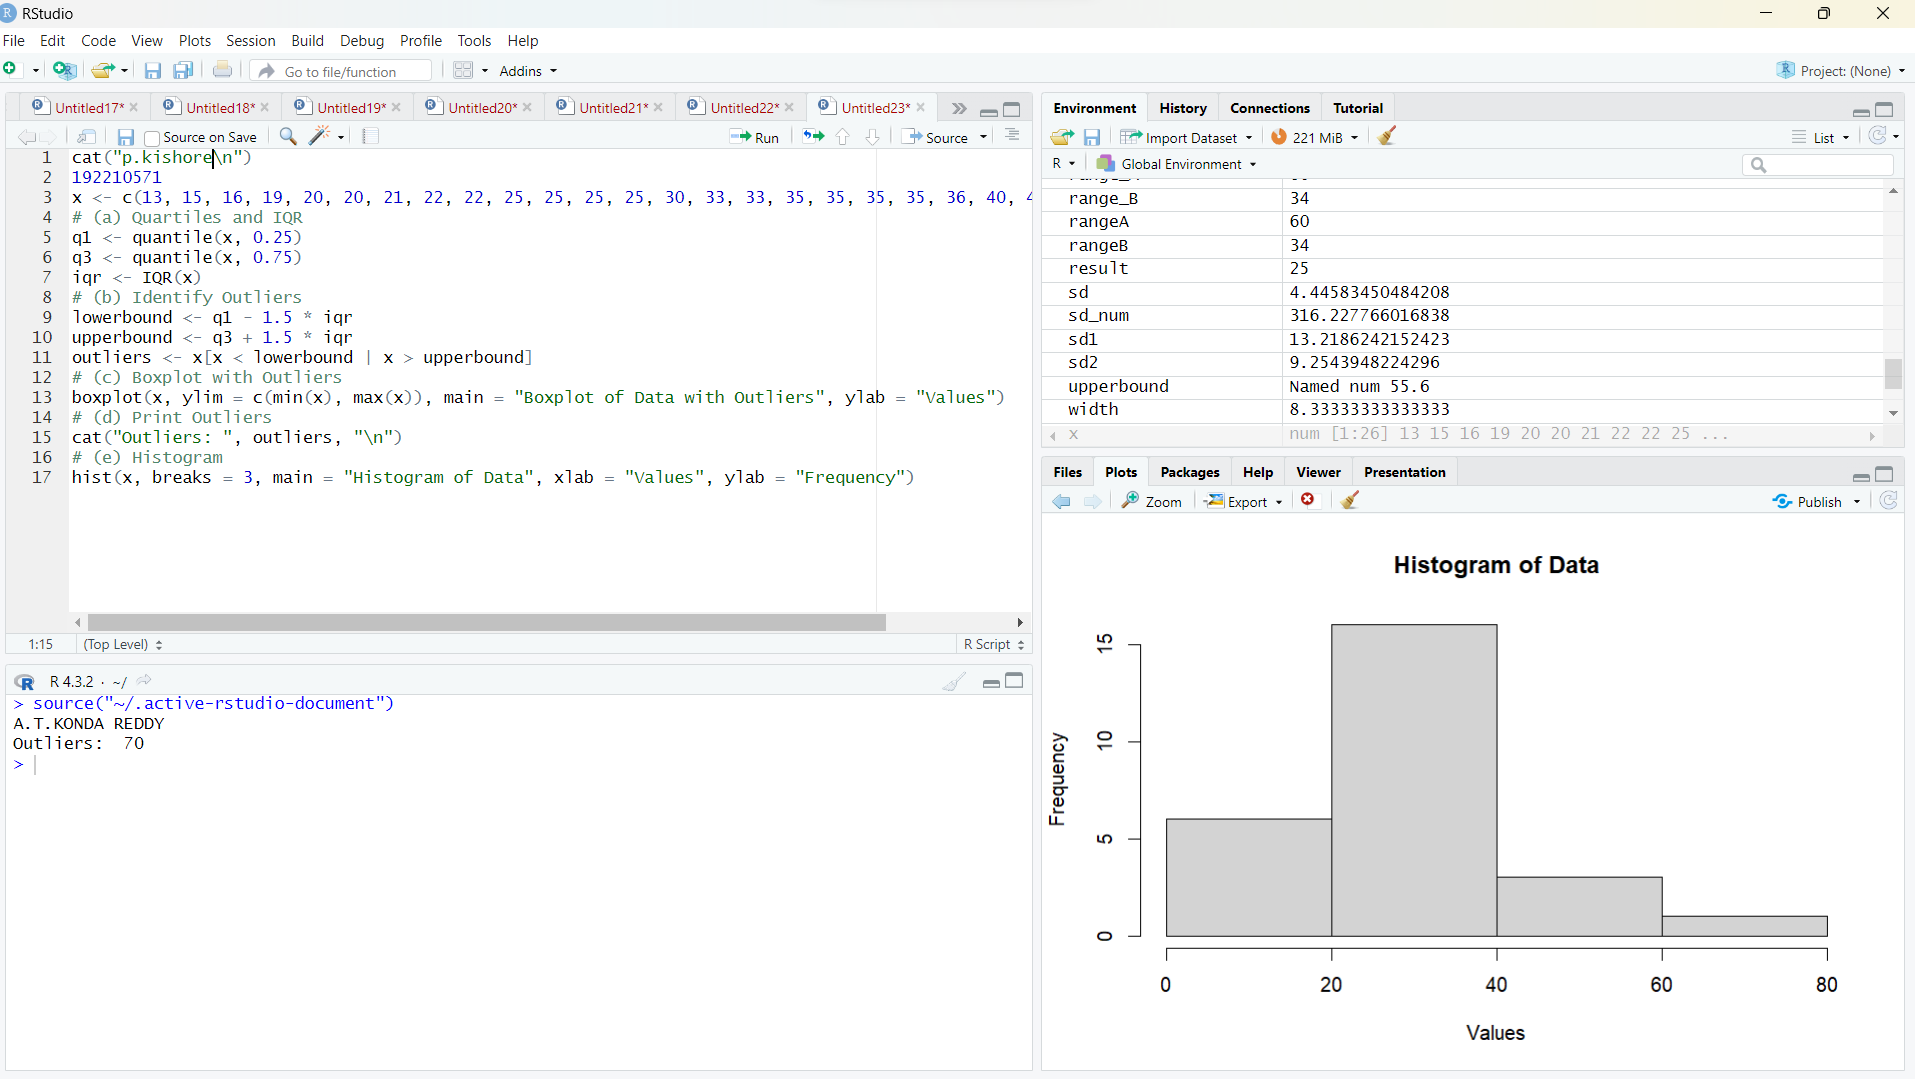 RStudio
File Edit Code View Plots Session Build Debug Profile Tools Help
Go to file/function Addins Project: (None)
Untitled17* Untitled18* Untitled19* Untitled20* Untitled21* Untitled22* Untitled23*
Source on Save Run Source
1 cat("p.kishore\n")
2 192210571
3 x <- c(13, 15, 16, 19, 20, 20, 21, 22, 22, 25, 25, 25, 25, 30, 33, 33, 35, 35, 35, 35, 36, 40,
4 # (a) Quartiles and IQR
5 q1 <- quantile(x, 0.25)
6 q3 <- quantile(x, 0.75)
7 iqr <- IQR(x)
8 # (b) Identify Outliers
9 lowerbound <- q1 - 1.5 * iqr
10 upperbound <- q3 + 1.5 * iqr
11 outliers <- x[x < lowerbound | x > upperbound]
12 # (c) Boxplot with Outliers
13 boxplot(x, ylim = c(min(x), max(x)), main = "Boxplot of Data with Outliers", ylab = "Values")
14 # (d) Print Outliers
15 cat("Outliers: ", outliers, "\n")
16 # (e) Histogram
17 hist(x, breaks = 3, main = "Histogram of Data", xlab = "Values", ylab = "Frequency")
1:15 (Top Level) R Script
R 4.3.2 · ~/
> source("~/.active-rstudio-document")
A.T.KONDA REDDY
Outliers:  70
>
Environment History Connections Tutorial
Import Dataset 221 MiB List
R Global Environment
range_B 34
rangeA 60
rangeB 34
result 25
sd 4.44583450484208
sd_num 316.227766016838
sd1 13.2186242152423
sd2 9.2543948224296
upperbound Named num 55.6
width 8.33333333333333
x num [1:26] 13 15 16 19 20 20 21 22 22 25 ...
Files Plots Packages Help Viewer Presentation
Zoom Export Publish
Histogram of Data
Frequency
15
10
5
0
0 20 40 60 80
Values